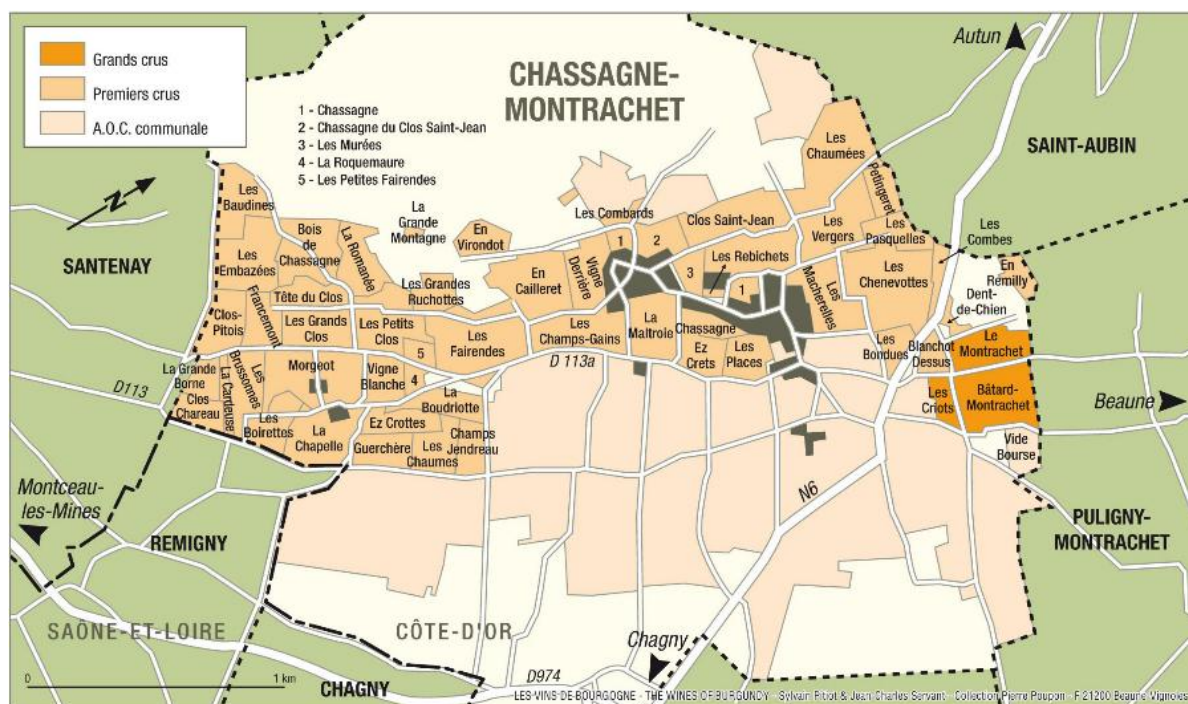 Grands crus
Premiers crus
A.O.C. communale
CHASSAGNE-
MONTRACHET
1 - Chassagne
2 - Chassagne du Clos Saint-Jean
3 - Les Murées
4 - La Roquemaure
5 - Les Petites Fairendes
Autun
SAINT-AUBIN
N
SANTENAY
Les
Baudines
Les
Embazées
Bois
de
Chassagne
La Romanée
La
Grande
Montagne
En
Virondot
Les Combards
Clos Saint-Jean
Les
Chaumées
Petingeret
Les
Vergers
Les
Pasquelles
Les
Combes
1
2
3
Les Rebichets
1
En
Cailleret
Vigne
Derrière
Les Grandes
Ruchottes
Tête du Clos
Francemont
Clos-
Pitois
Les Grands
Clos
Les Petits
Clos
5
Les
Fairendes
Les
Champs-Gains
La
Maltroie
Chassagne
Ez
Crets
Les
Places
Les
Macherelles
Les
Chenevottes
Les
Bondues
Blanchot
Dessus
Dent-
de-Chien
En
Remilly
Le
Montrachet
Bâtard-
Montrachet
Les
Criots
Vide
Bourse
Beaune
D113
D 113a
La Grande
Borne
Clos
Chareau
La Cardeuse
Les
Brussonnes
Morgeot
Vigne
Blanche
4
La
Boudriotte
Les
Boirettes
La
Chapelle
Ez Crottes
Guerchère
Les
Chaumes
Champs
Jendreau
Montceau-
les-Mines
REMIGNY
N6
PULIGNY-
MONTRACHET
SAÔNE-ET-LOIRE
CÔTE-D'OR
Chagny
D974
CHAGNY
0
1 km
LES VINS DE BOURGOGNE - THE WINES OF BURGUNDY - Sylvain Pitiot & Jean-Charles Servant - Collection Pierre Poupon - F 21200 Beaune Vignoles